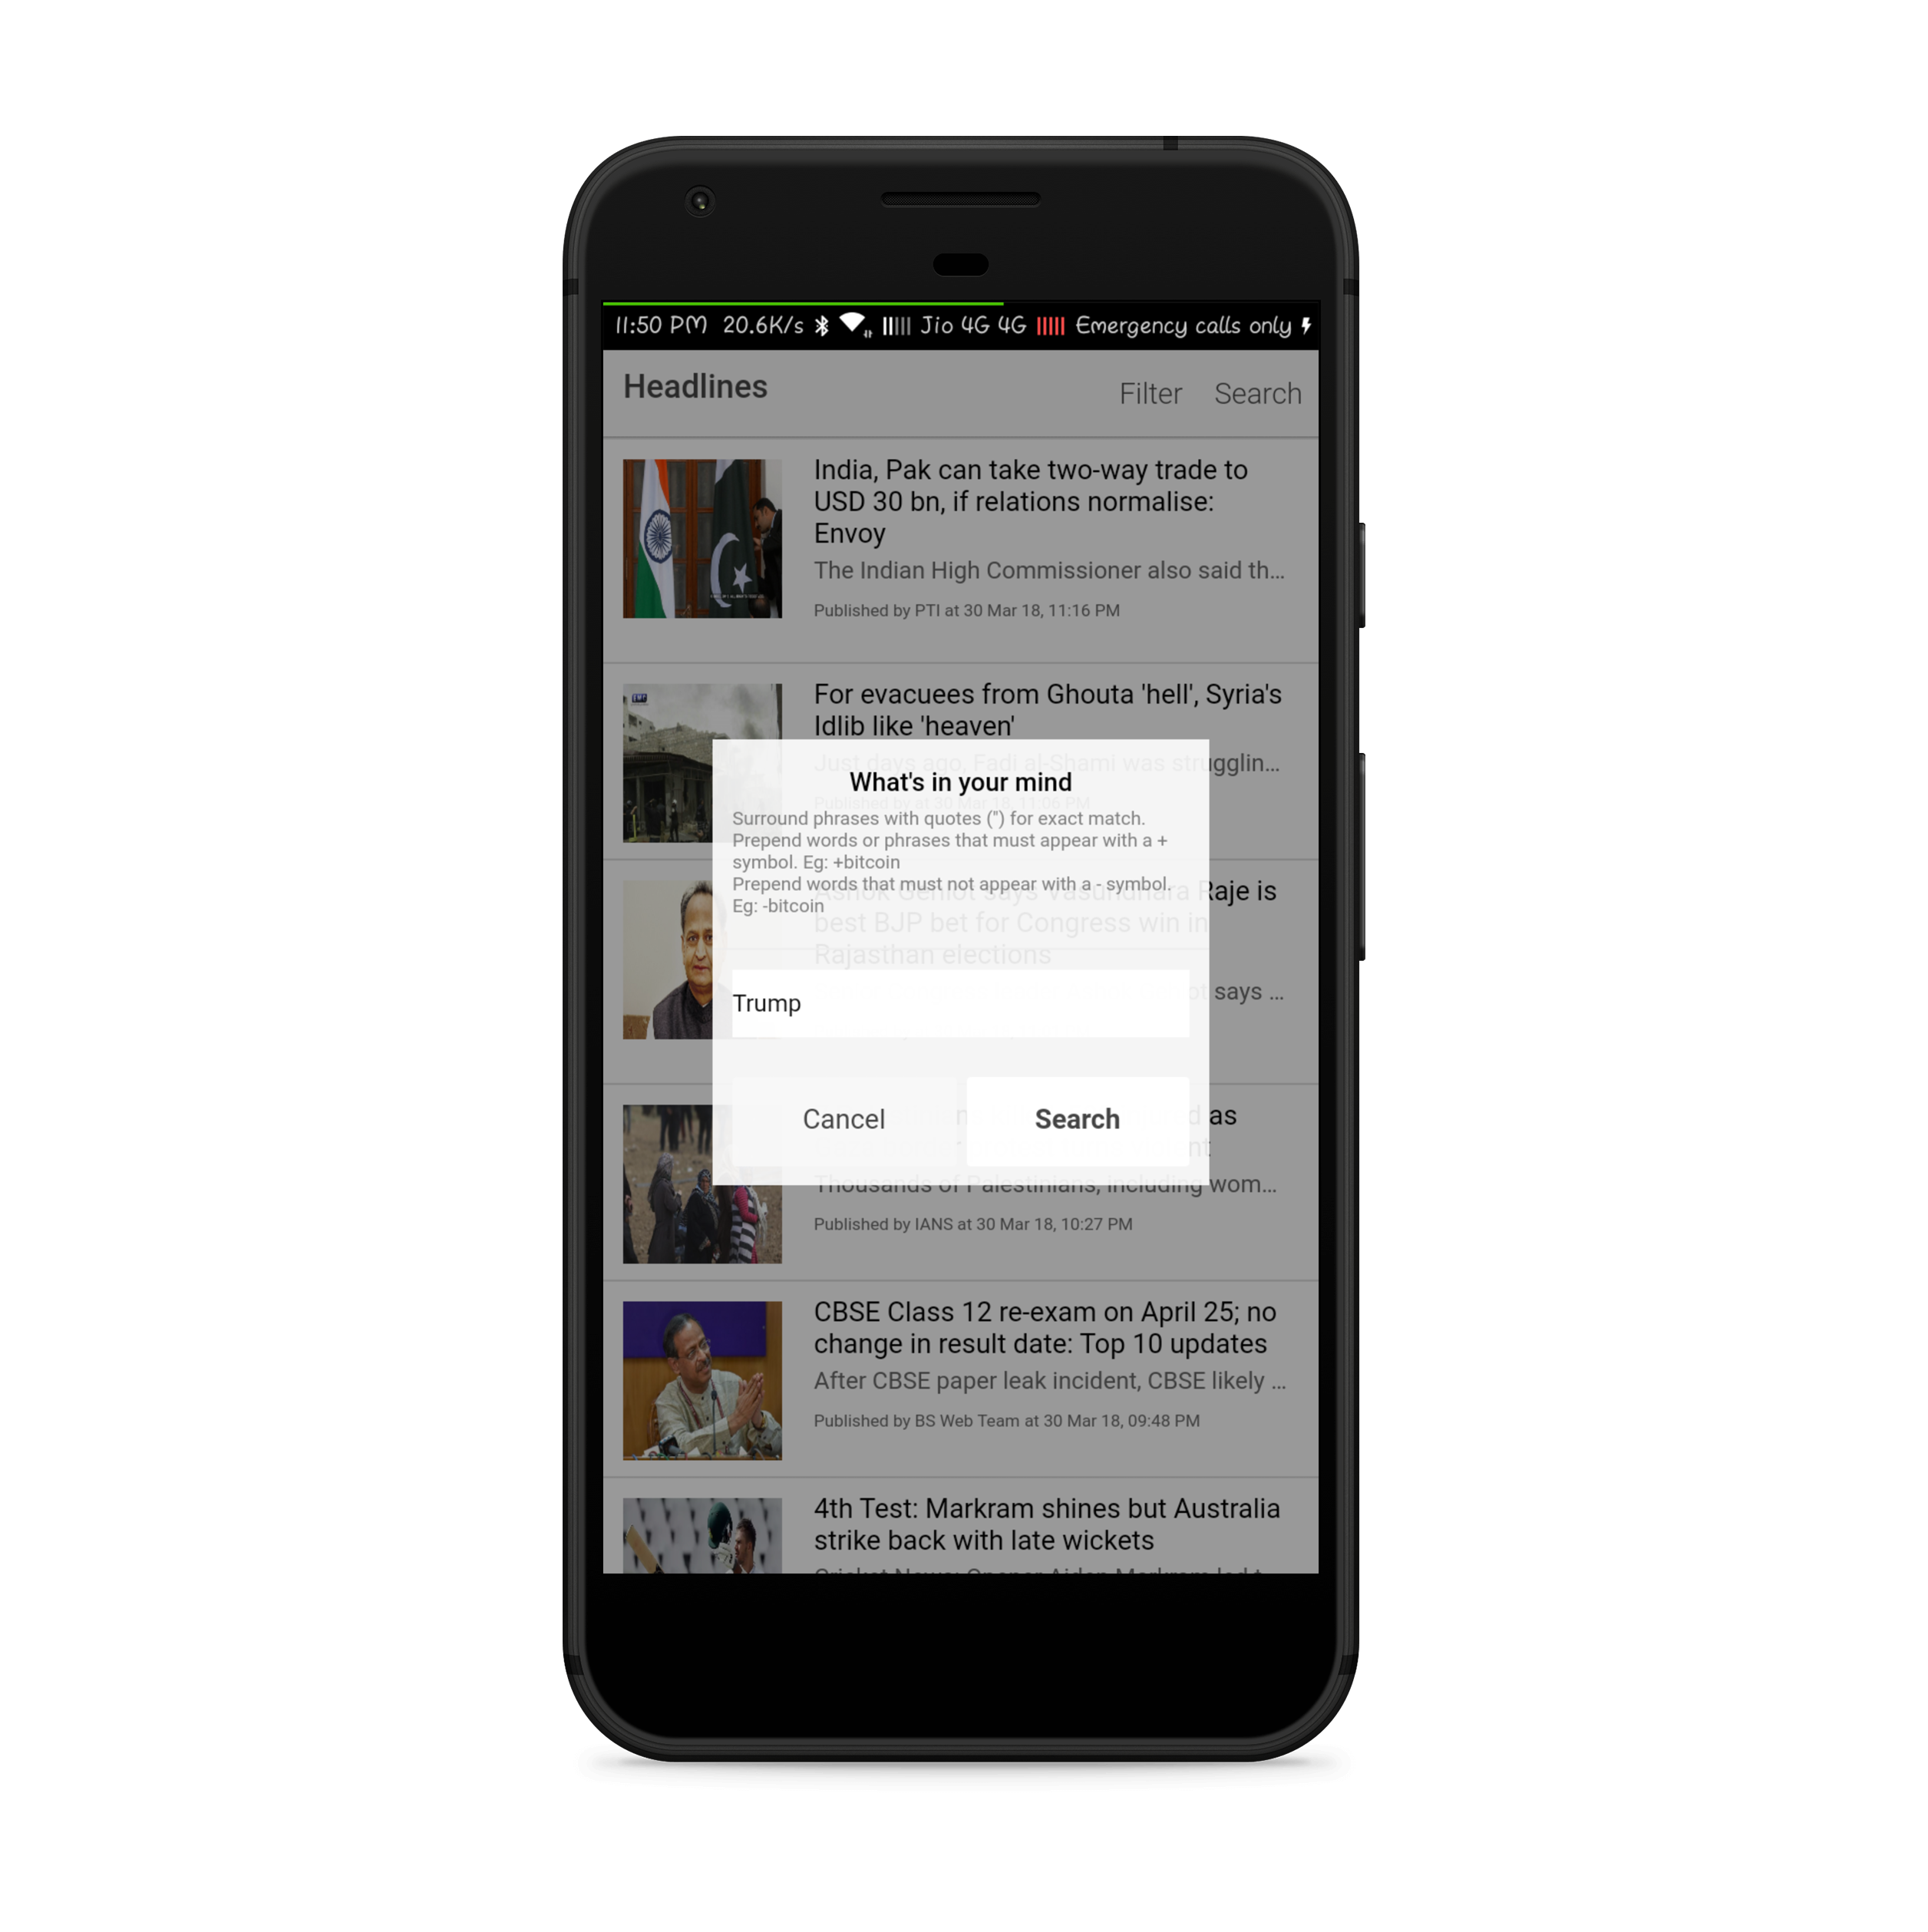 11:50 PM 20.6K/s Jio 4G 4G Emergency calls only
Headlines
Filter Search
India, Pak can take two-way trade to
USD 30 bn, if relations normalise:
Envoy
The Indian High Commissioner also said th...
Published by PTI at 30 Mar 18, 11:16 PM
For evacuees from Ghouta 'hell', Syria's
Idlib like 'heaven'
Just days ago, Fadi al-Shami was strugglin...
Published by at 30 Mar 18, 11:06 PM
What's in your mind
Surround phrases with quotes (") for exact match.
Prepend words or phrases that must appear with a +
symbol. Eg: +bitcoin
Prepend words that must not appear with a - symbol.
Eg: -bitcoin
Ashok Gehlot says Vasundhara Raje is
best BJP bet for Congress win in
Rajasthan elections
says ...
Trump
Cancel
Search
as
Thousands of Palestinians, including wom...
Published by IANS at 30 Mar 18, 10:27 PM
CBSE Class 12 re-exam on April 25; no
change in result date: Top 10 updates
After CBSE paper leak incident, CBSE likely ...
Published by BS Web Team at 30 Mar 18, 09:48 PM
4th Test: Markram shines but Australia
strike back with late wickets
Cricket News: Opener Aiden Markram led t...